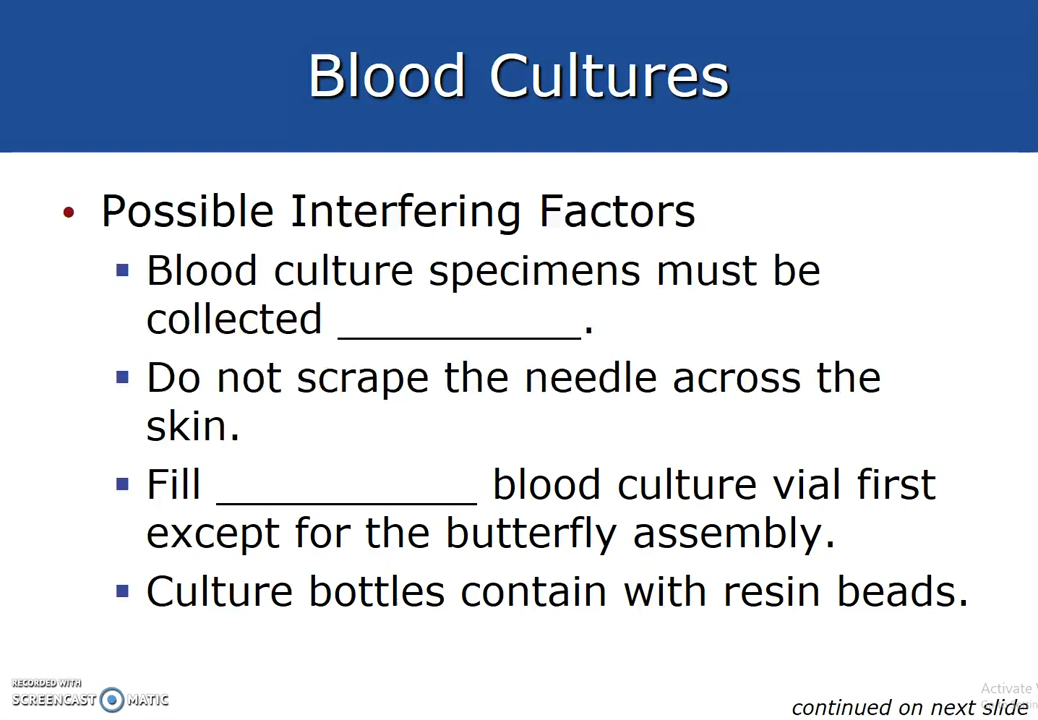 Blood Cultures
• Possible Interfering Factors
▪ Blood culture specimens must be
collected ___________.
▪ Do not scrape the needle across the
skin.
▪ Fill ____________ blood culture vial first
except for the butterfly assembly.
▪ Culture bottles contain with resin beads.
RECORDED WITH
SCREENCAST MATIC
Activate
continued on next slide